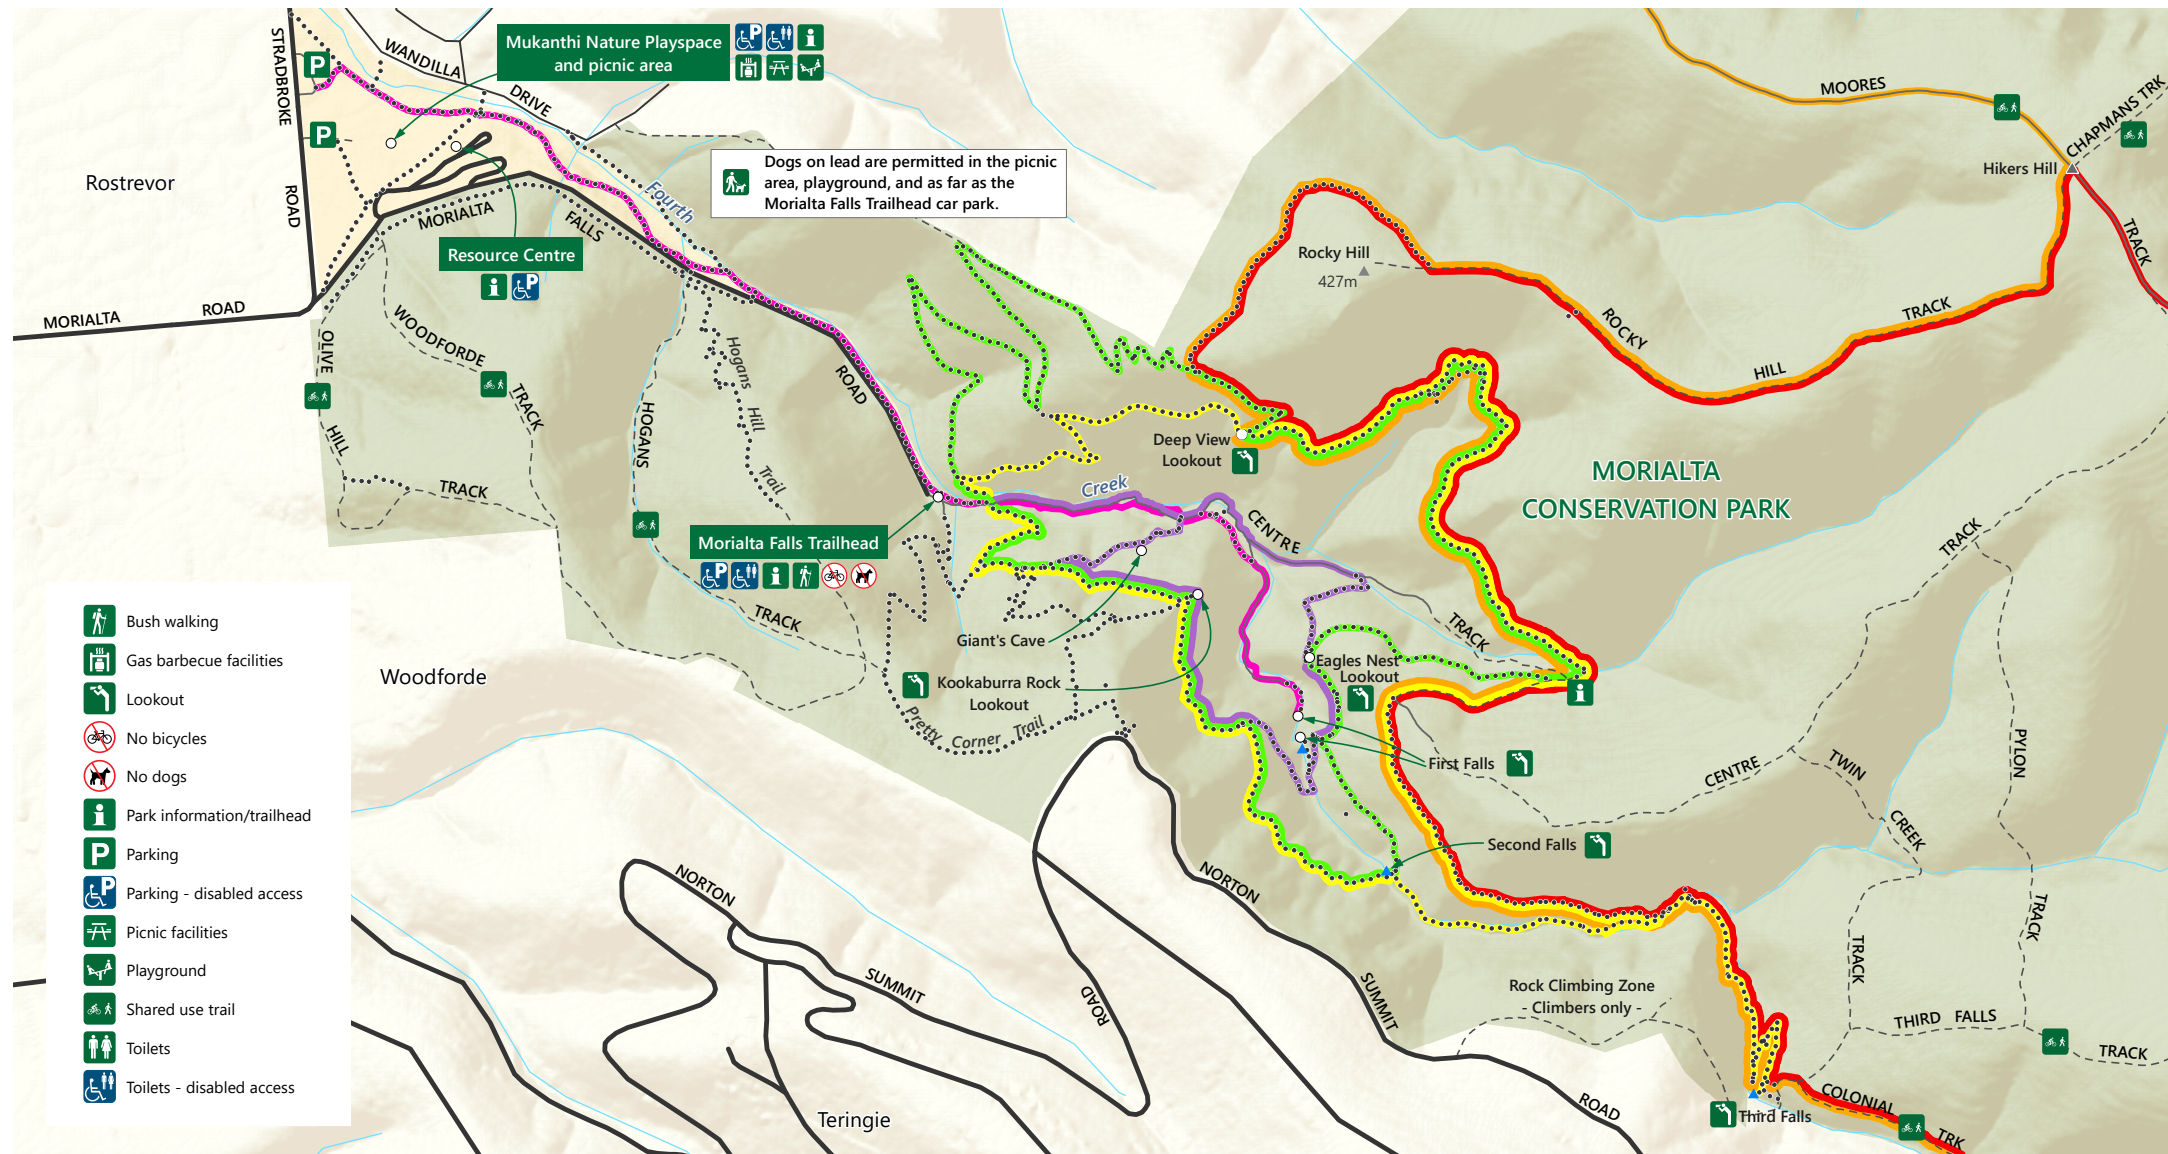 Mukanthi Nature Playspace
and picnic area
STRADBROKE
ROAD
WANDILLA
DRIVE
P
P
Rostrevor
Dogs on lead are permitted in the picnic
area, playground, and as far as the
Morialta Falls Trailhead car park.
Fourth
Creek
MORIALTA
FALLS
ROAD
Resource Centre
MORIALTA
ROAD
OLIVE
HILL
TRACK
WOODFORDE
TRACK
HOGANS
TRACK
Hogans
Hill
Trail
MOORES
TRACK
CHAPMANS TRK
Hikers Hill
Rocky Hill
427m
ROCKY
HILL
TRACK
Deep View
Lookout
MORIALTA
CONSERVATION PARK
Morialta Falls Trailhead
CENTRE
TRACK
Giant's Cave
Kookaburra Rock
Lookout
Eagles Nest
Lookout
Pretty
Corner
Trail
First Falls
Second Falls
CENTRE
TRACK
TWIN
CREEK
TRACK
PYLON
TRACK
Woodforde
Bush walking
Gas barbecue facilities
Lookout
No bicycles
No dogs
Park information/trailhead
P
Parking
Parking - disabled access
Picnic facilities
Playground
Shared use trail
Toilets
Toilets - disabled access
NORTON
SUMMIT
ROAD
NORTON
SUMMIT
ROAD
Rock Climbing Zone
- Climbers only -
THIRD FALLS
TRACK
Third Falls
COLONIAL
TRK
Teringie